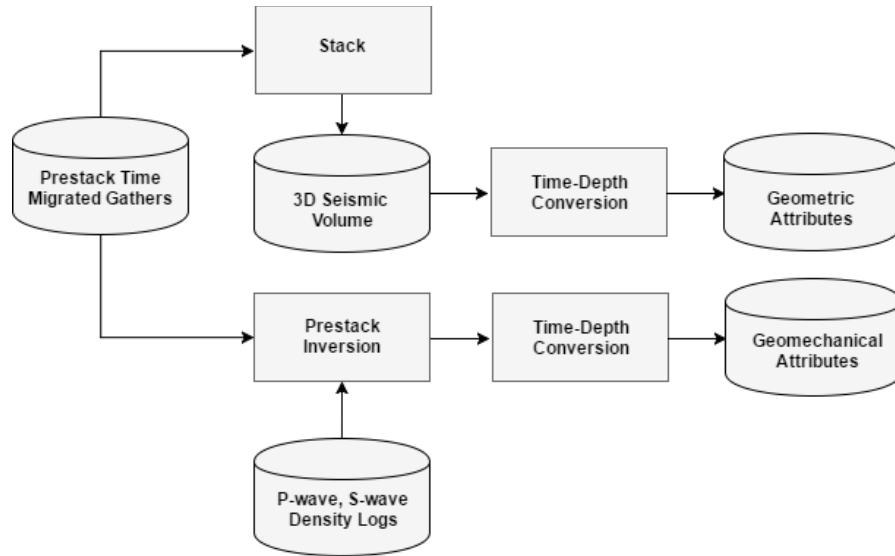 Stack
Prestack Time
Migrated Gathers
3D Seismic
Volume
Time-Depth
Conversion
Geometric
Attributes
Prestack
Inversion
Time-Depth
Conversion
Geomechanical
Attributes
P-wave, S-wave
Density Logs